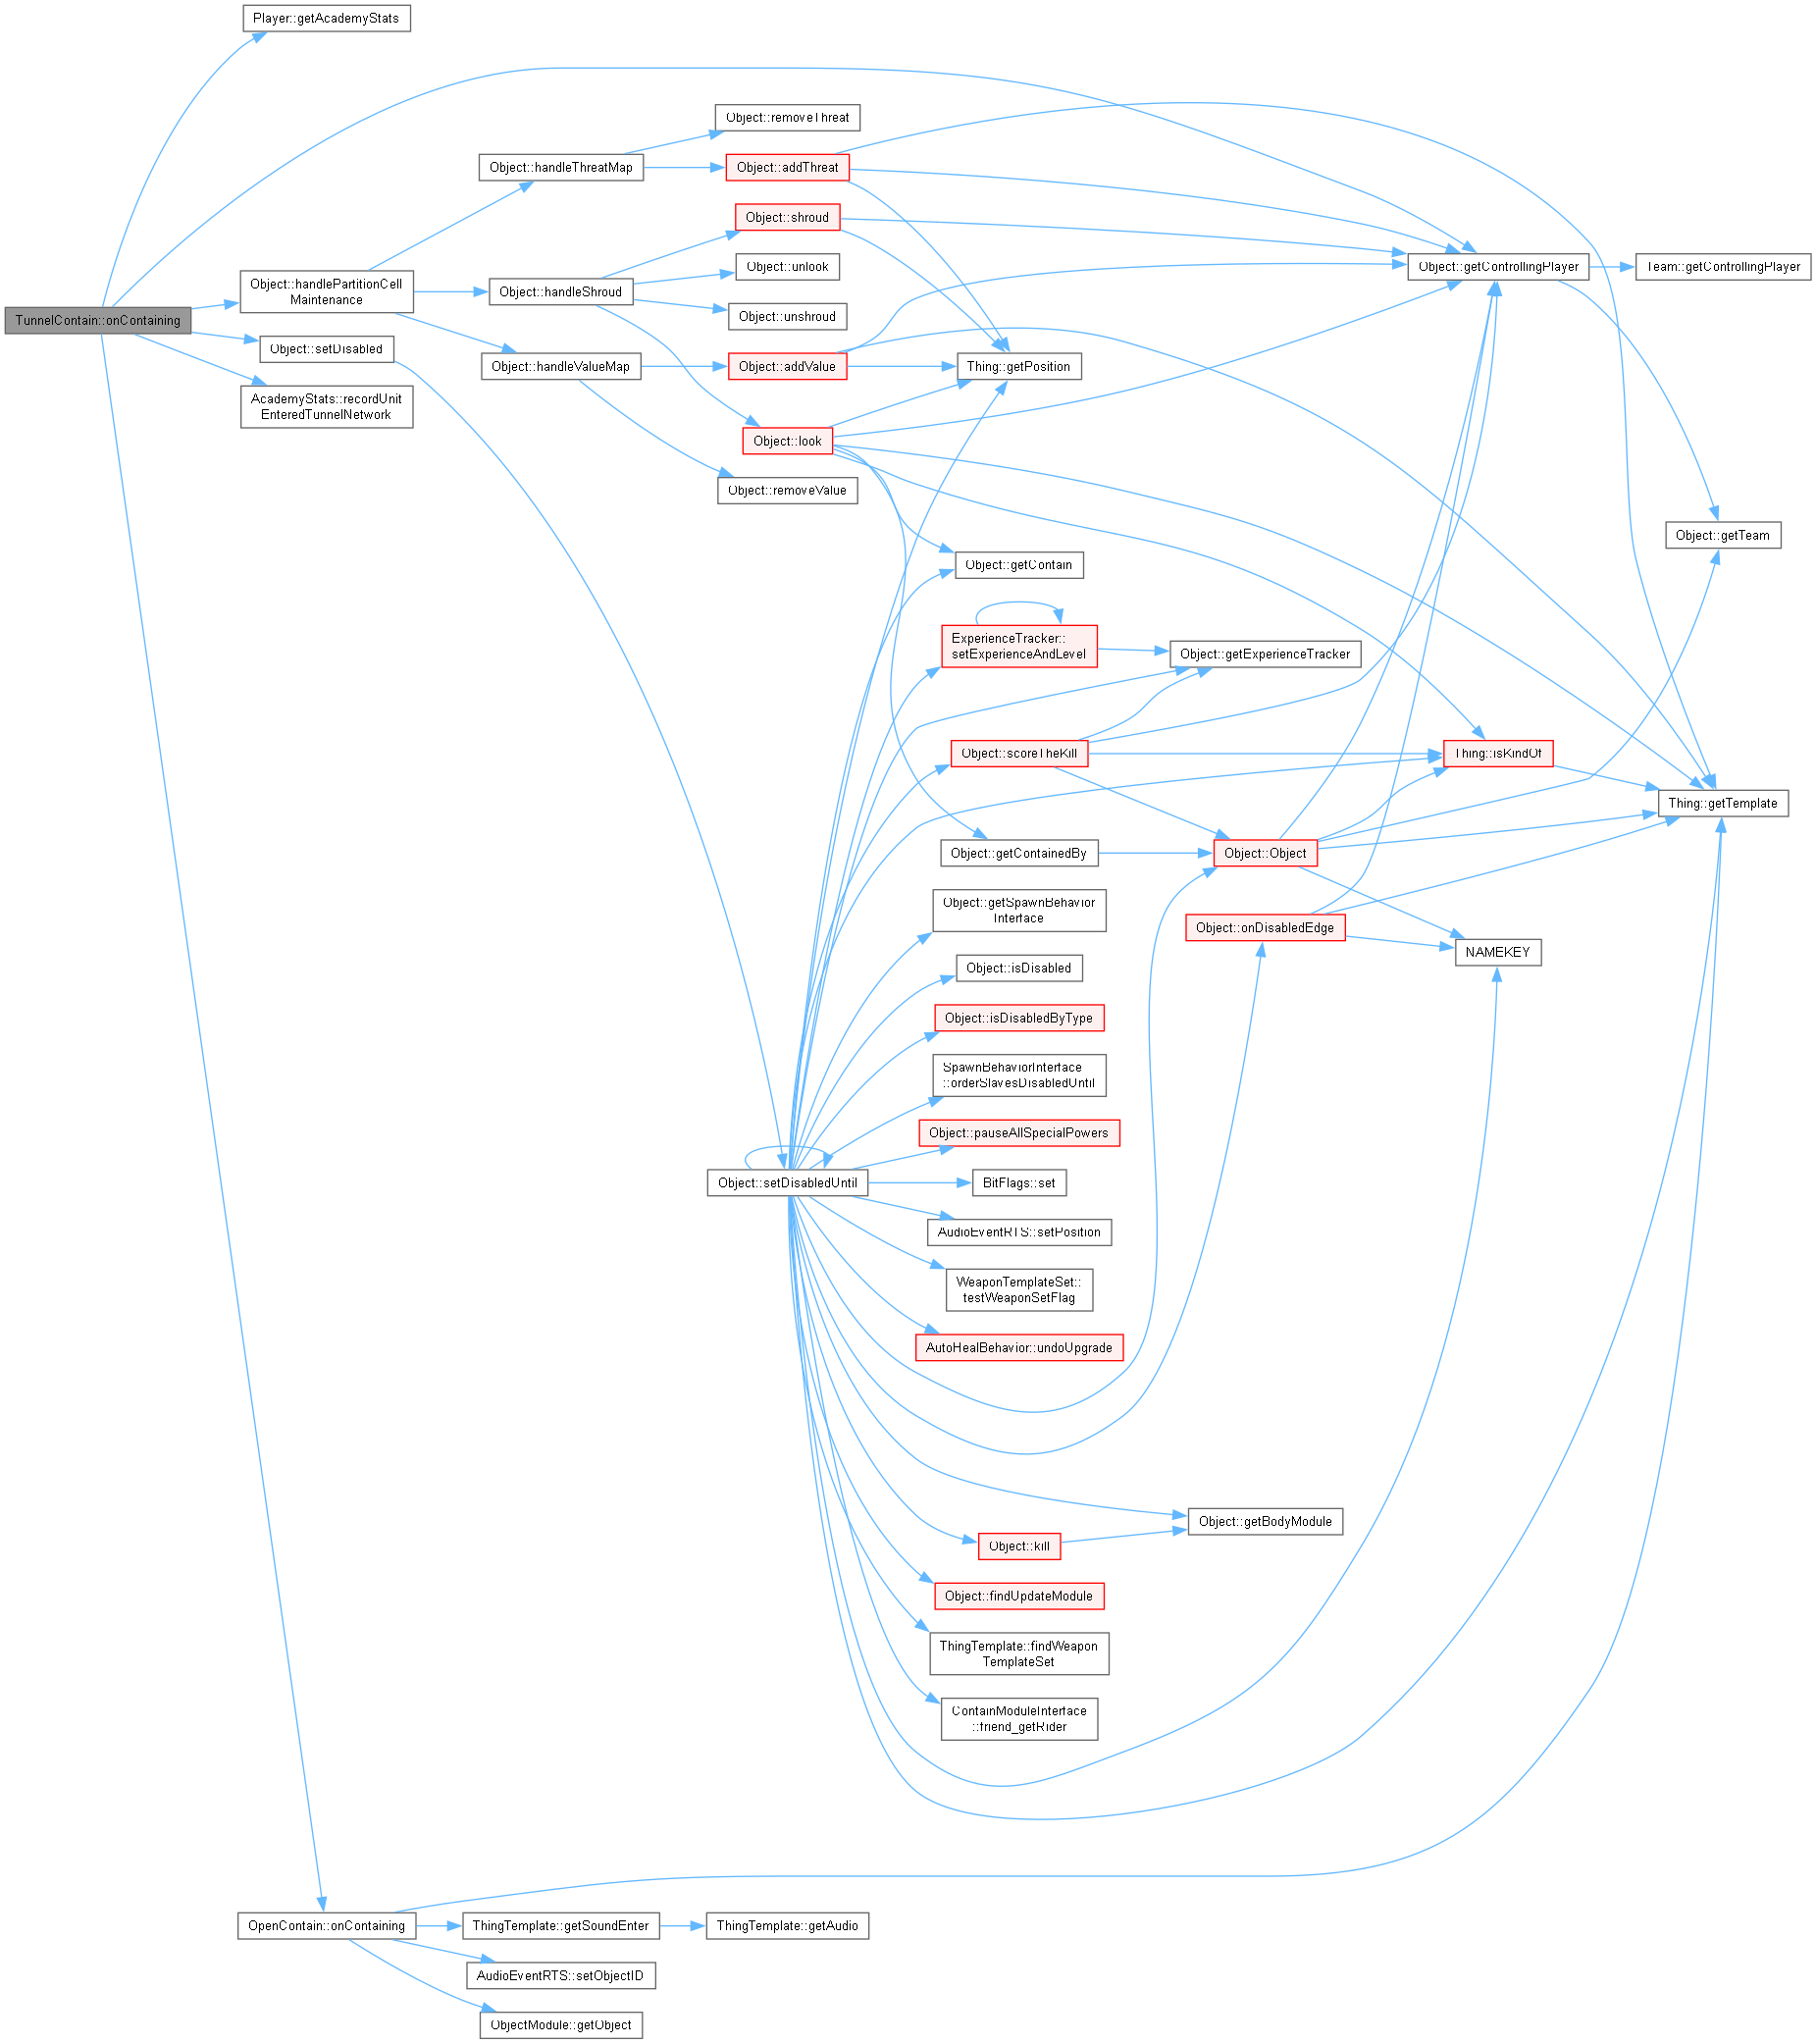 Player::getAcademyStats
Object::removeThreat
Object::handleThreatMap
Object::addThreat
Object::shroud
Object::unlook
Object::getControllingPlayer
Team::getControllingPlayer
Object::handlePartitionCell
Maintenance
Object::handleShroud
TunnelContain::onContaining
Object::unshroud
Object::setDisabled
Object::handleValueMap
Object::addValue
Thing::getPosition
AcademyStats::recordUnit
EnteredTunnelNetwork
Object::look
Object::removeValue
Object::getTeam
Object::getContain
ExperienceTracker::
setExperienceAndLevel
Object::getExperienceTracker
Object::scoreTheKill
Thing::isKindOf
Thing::getTemplate
Object::getContainedBy
Object::Object
Object::getSpawnBehavior
Interface
Object::onDisabledEdge
NAMEKEY
Object::isDisabled
Object::isDisabledByType
SpawnBehaviorInterface
::orderSlavesDisabledUntil
Object::pauseAllSpecialPowers
Object::setDisabledUntil
BitFlags::set
AudioEventRTS::setPosition
WeaponTemplateSet::
testWeaponSetFlag
AutoHealBehavior::undoUpgrade
Object::getBodyModule
Object::kill
Object::findUpdateModule
ThingTemplate::findWeapon
TemplateSet
ContainModuleInterface
::friend_getRider
OpenContain::onContaining
ThingTemplate::getSoundEnter
ThingTemplate::getAudio
AudioEventRTS::setObjectID
ObjectModule::getObject